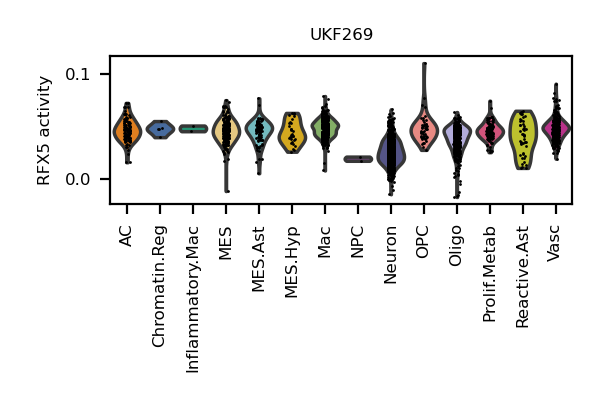 UKF269
RFX5 activity
0.1
0.0
AC
Chromatin.Reg
Inflammatory.Mac
MES
MES.Ast
MES.Hyp
Mac
NPC
Neuron
OPC
Oligo
Prolif.Metab
Reactive.Ast
Vasc